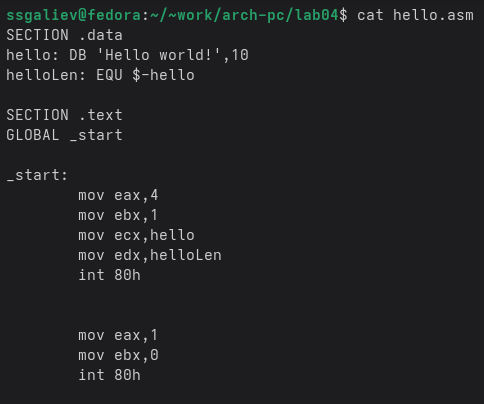 ssgaliev@fedora:~/~work/arch-pc/lab04$ cat hello.asm
SECTION .data
hello: DB 'Hello world!',10
helloLen: EQU $-hello
SECTION .text
GLOBAL _start
_start:
mov eax,4
mov ebx,1
mov ecx,hello
mov edx,helloLen
int 80h
mov eax,1
mov ebx,0
int 80h